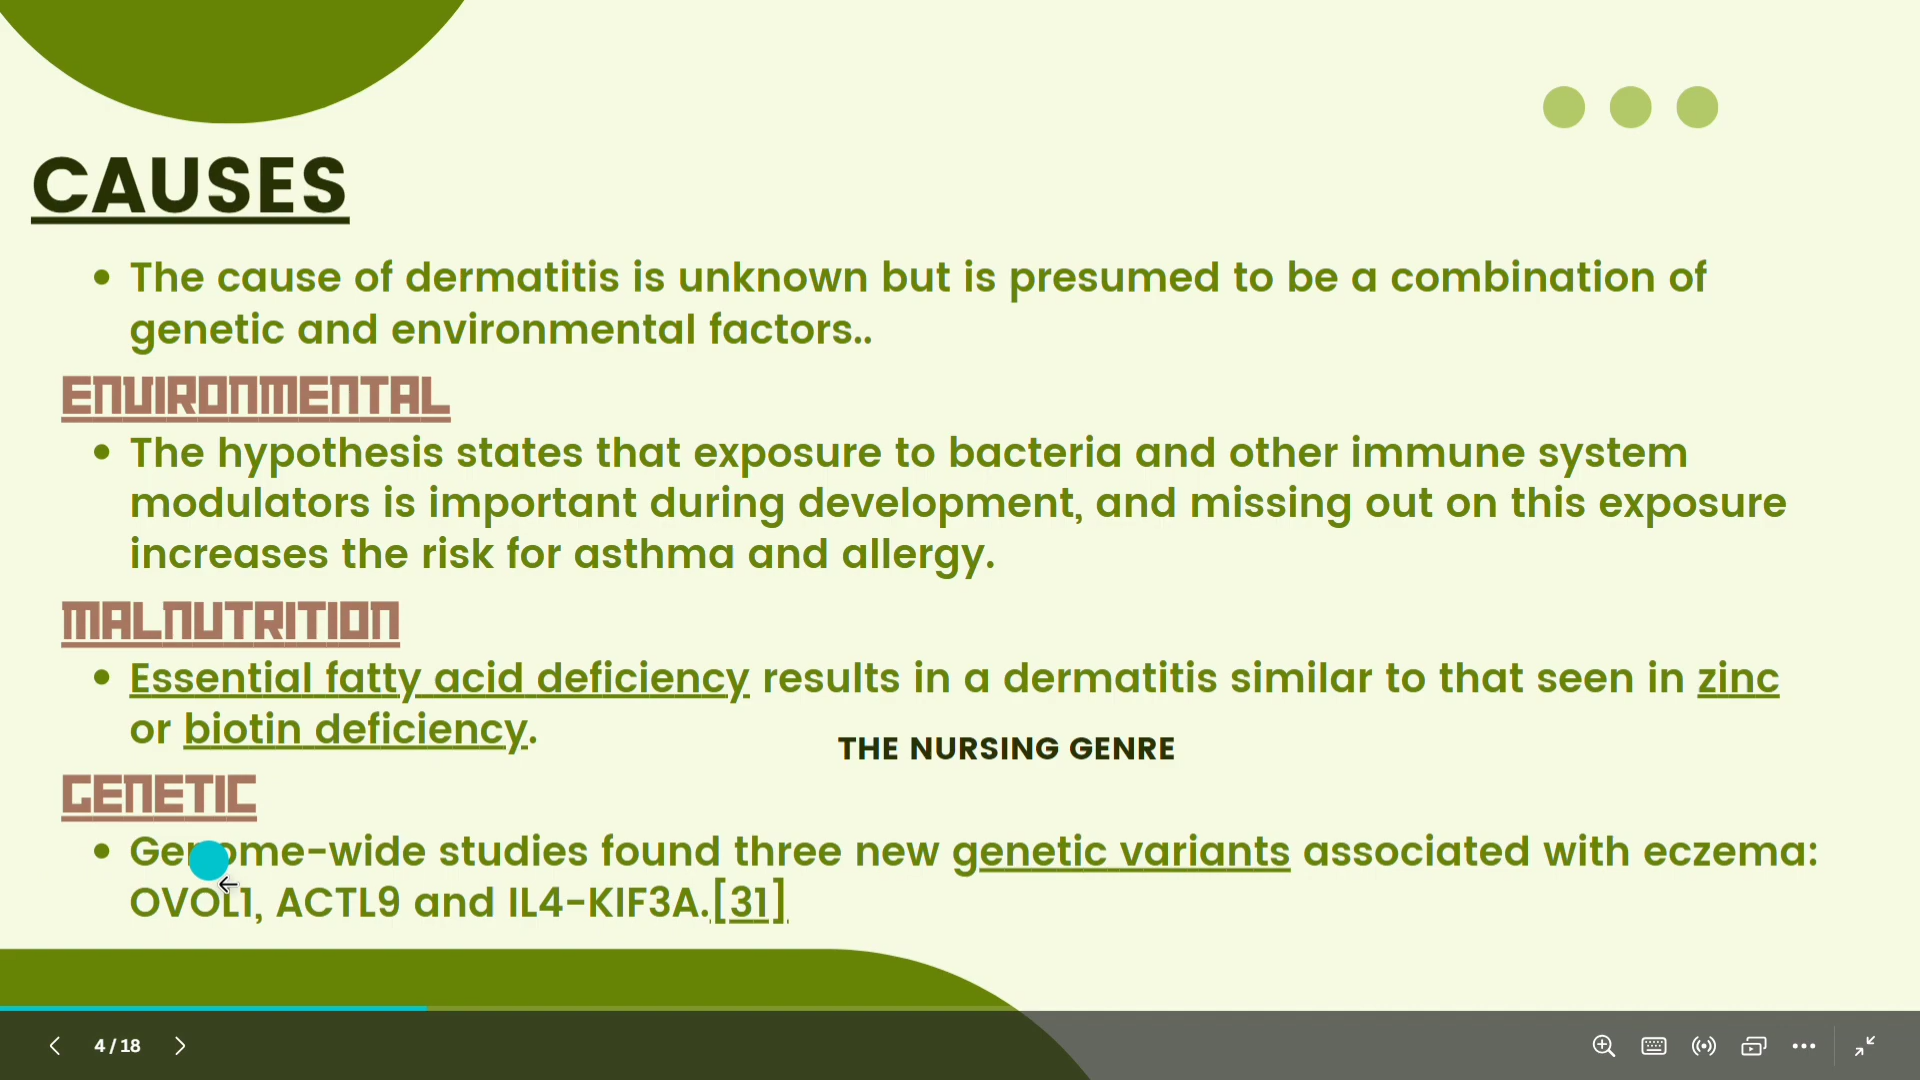 CAUSES
The cause of dermatitis is unknown but is presumed to be a combination of
genetic and environmental factors..
ENVIRONMENTAL
The hypothesis states that exposure to bacteria and other immune system
modulators is important during development, and missing out on this exposure
increases the risk for asthma and allergy.
MALNUTRITION
Essential fatty acid deficiency results in a dermatitis similar to that seen in zinc
or biotin deficiency.
THE NURSING GENRE
GENETIC
Genome-wide studies found three new genetic variants associated with eczema:
OVOL1, ACTL9 and IL4-KIF3A.[31]
4 / 18